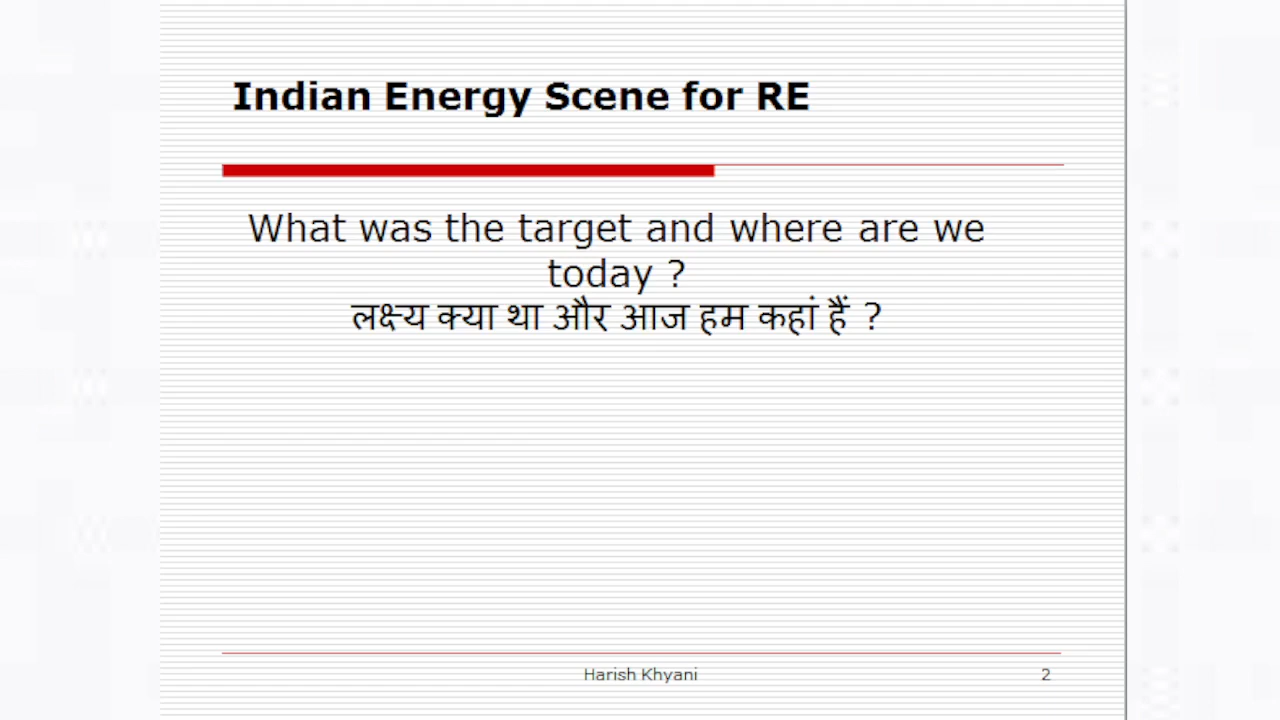 Indian Energy Scene for RE
What was the target and where are we
today ?
लक्ष्य क्या था और आज हम कहां हैं ?
Harish Khyani
2